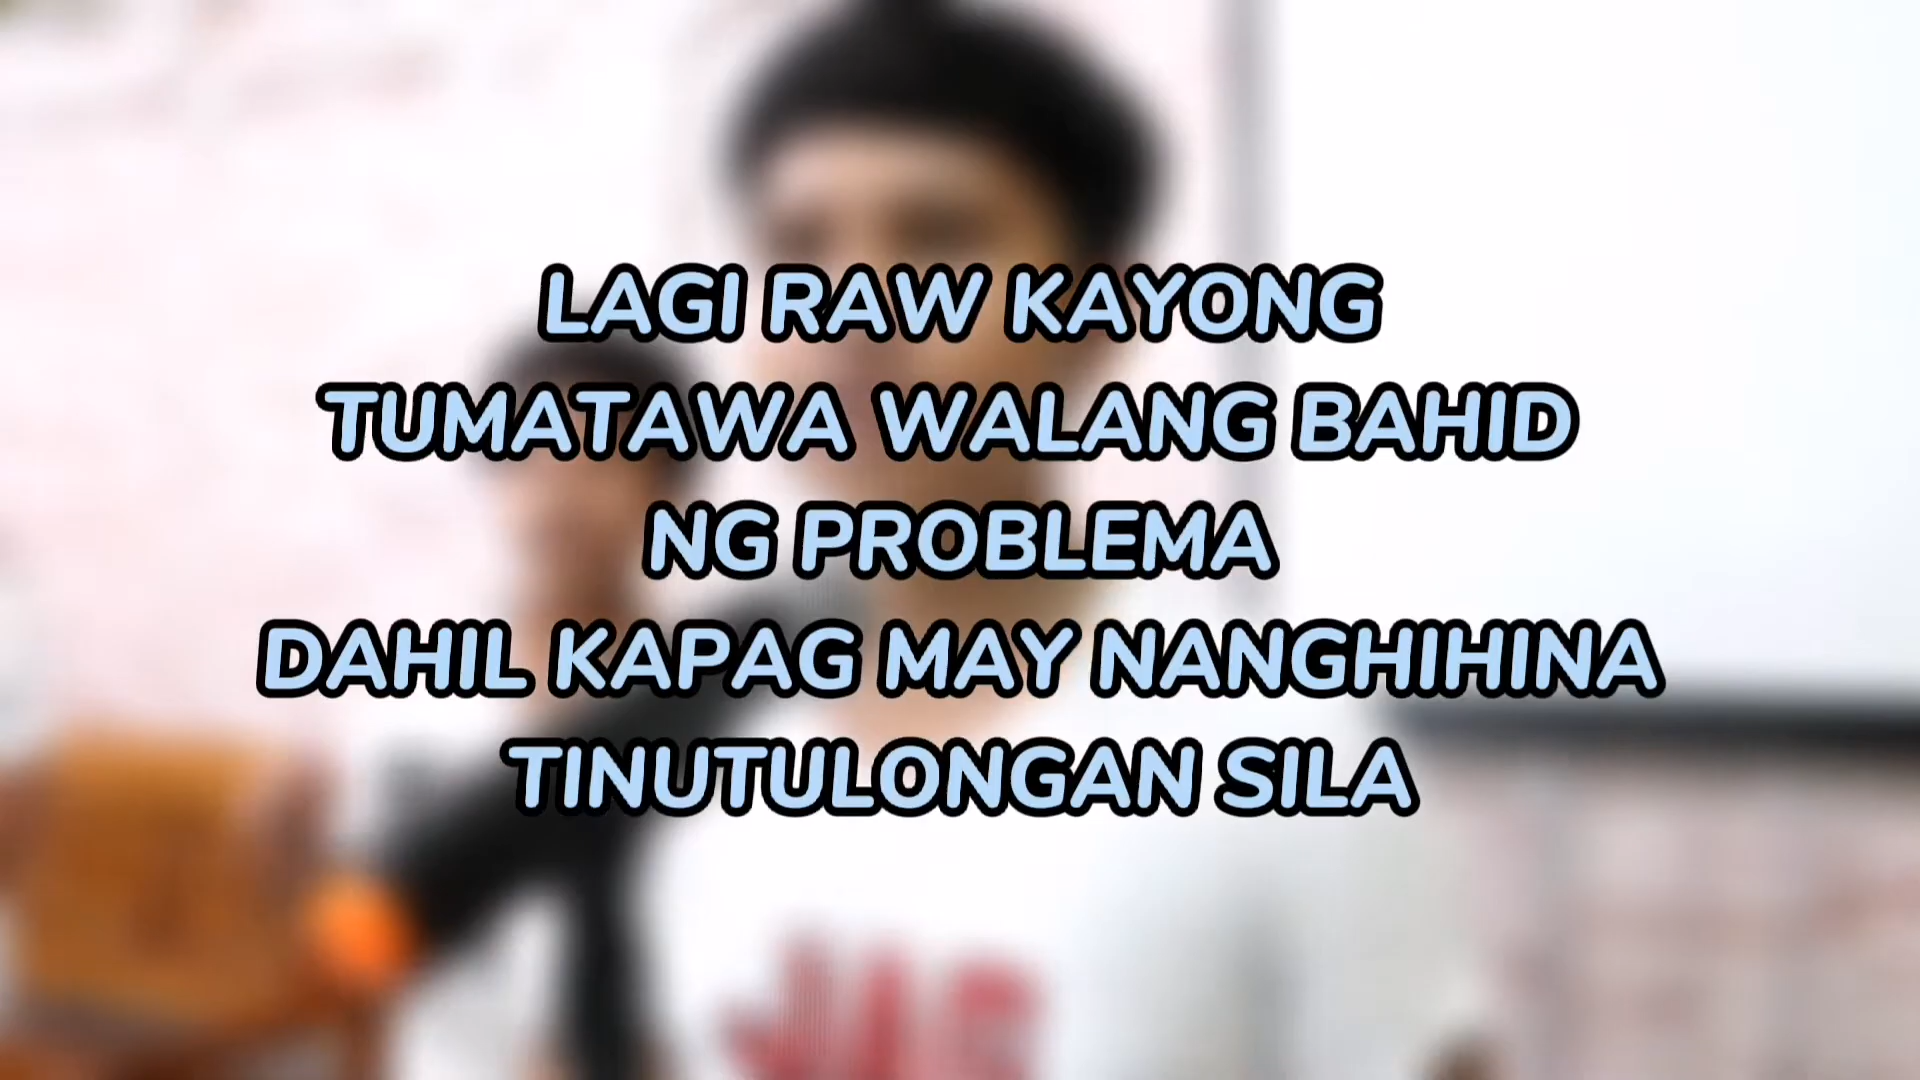 LAGI RAW KAYONG
TUMATAWA WALANG BAHID
NG PROBLEMA
DAHIL KAPAG MAY NANGHIHINA
TINUTULONGAN SILA